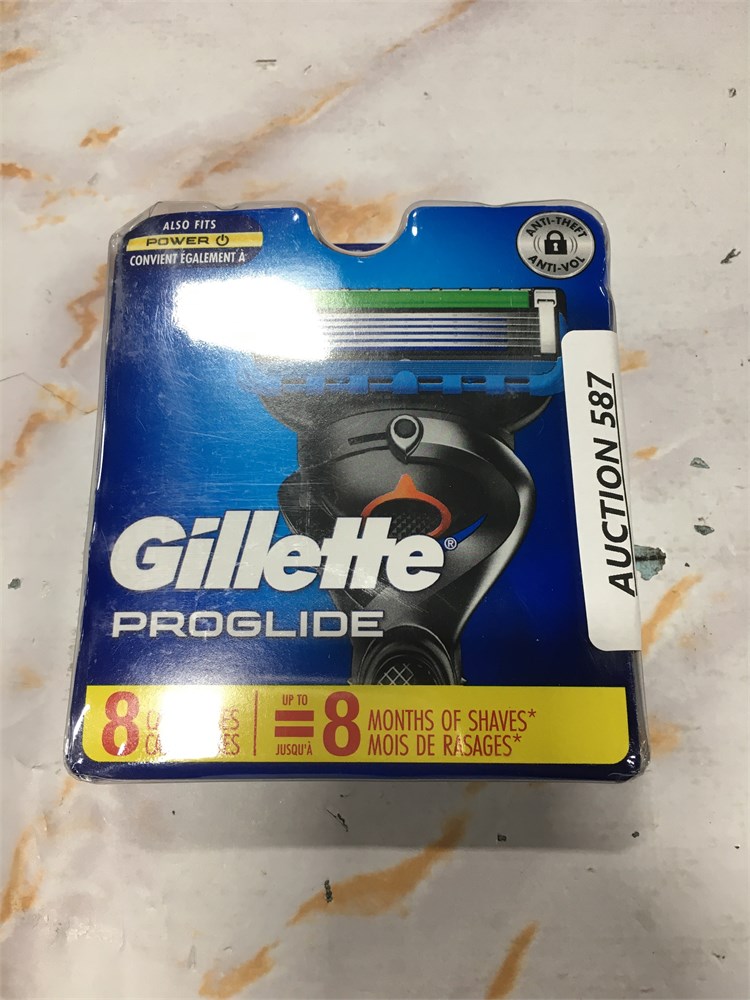 ALSO FITS
POWER
CONVIENT ÉGALEMENT À
ANTI-THEFT
ANTI-VOL
AUCTION 587
Gillette®
PROGLIDE
8
UP TO
=
JUSQU'À
8 MONTHS OF SHAVES*
MOIS DE RASAGES*